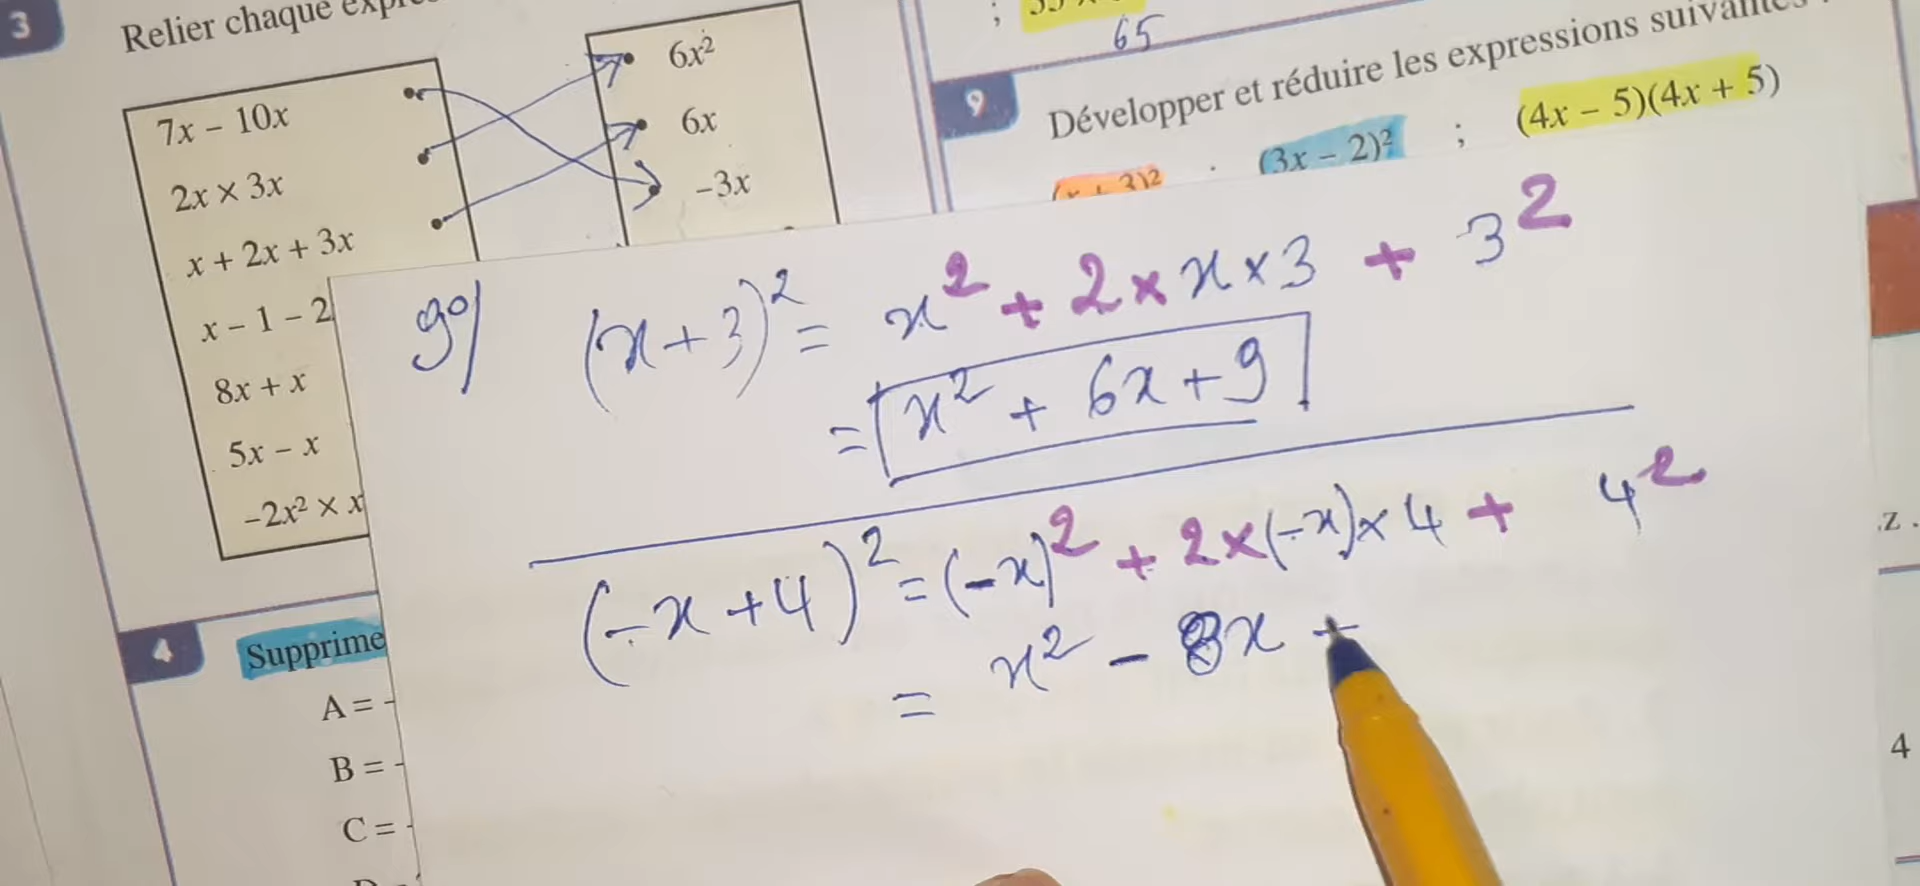 3
Relier chaque
7x – 10x
2x × 3x
x + 2x + 3x
x – 1 – 2
8x + x
5x – x
–2x² × x
6x²
6x
–3x
4
Supprime
A = -
B = -
C = -
;
65
9
Développer et réduire les expressions
(x + 3)²
(3x – 2)² ; (4x – 5)(4x + 5)
9°/ (x+3)² = x² + 2 × x × 3 + 3²
= x² + 6x + 9
(-x+4)² = (-x)² + 2×(-x)×4 + 4²
= x² - 8x +
z .
4